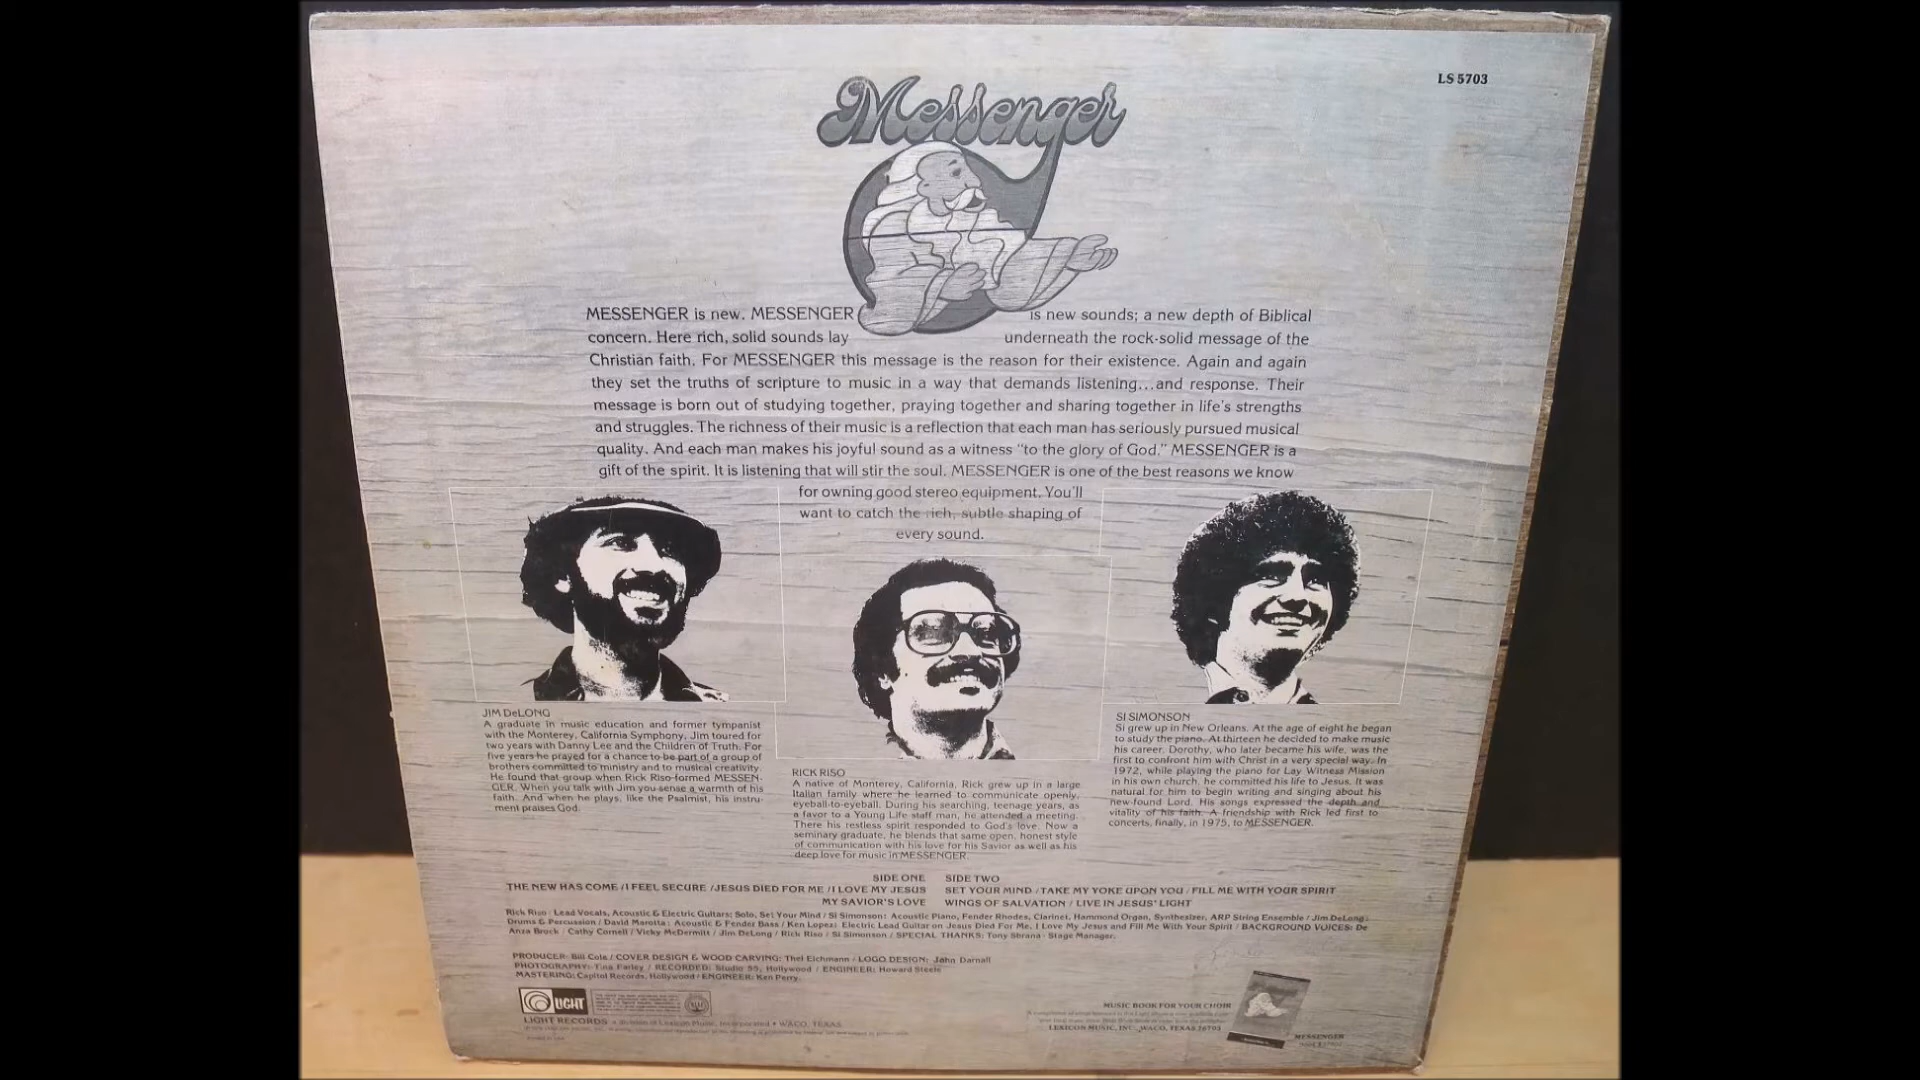 LS 5703
Messenger
MESSENGER is new. MESSENGER is new sounds; a new depth of Biblical
concern. Here rich, solid sounds lay underneath the rock-solid message of the
Christian faith. For MESSENGER this message is the reason for their existence. Again and again
they set the truths of scripture to music in a way that demands listening...and response. Their
message is born out of studying together, praying together and sharing together in life's strengths
and struggles. The richness of their music is a reflection that each man has seriously pursued musical
quality. And each man makes his joyful sound as a witness "to the glory of God." MESSENGER is a
gift of the spirit. It is listening that will stir the soul. MESSENGER is one of the best reasons we know
for owning good stereo equipment. You'll
want to catch the rich, subtle shaping of
every sound.
JIM DeLONG
A graduate in music education and former tympanist
with the Monterey, California Symphony, Jim toured for
two years with Danny Lee and the Children of Truth. For
five years he prayed for a chance to be part of a group of
brothers committed to ministry and to musical creativity.
He found that group when Rick Riso formed MESSEN-
GER. When you talk with Jim you sense a warmth of his
faith. And when he plays, like the Psalmist, his instru-
ment praises God.
RICK RISO
A native of Monterey, California, Rick grew up in a large
Italian family where he learned to communicate openly,
eyeball-to-eyeball. During his searching, teenage years, as
a favor to a Young Life staff man, he attended a meeting.
There his restless spirit responded to God's love. Now a
seminary graduate, he blends that same open, honest style
of communication with his love for his Savior as well as his
deep love for music in MESSENGER.
SI SIMONSON
Si grew up in New Orleans. At the age of eight he began
to study the piano. At thirteen he decided to make music
his career. Dorothy, who later became his wife, was the
first to confront him with Christ in a very special way. In
1972, while playing the piano for Lay Witness Mission
in his own church, he committed his life to Jesus. It was
natural for him to begin writing and singing about his
new-found Lord. His songs expressed the depth and
vitality of his faith. A friendship with Rick led first to
concerts, finally, in 1975, to MESSENGER.
SIDE ONE
THE NEW HAS COME / I FEEL SECURE / JESUS DIED FOR ME / I LOVE MY JESUS
MY SAVIOR'S LOVE
SIDE TWO
SET YOUR MIND / TAKE MY YOKE UPON YOU / FILL ME WITH YOUR SPIRIT
WINGS OF SALVATION / LIVE IN JESUS' LIGHT
Rick Riso: Lead Vocals, Acoustic & Electric Guitars; Solo, Set Your Mind / Si Simonson: Acoustic Piano, Fender Rhodes, Clarinet, Hammond Organ, Synthesizer, ARP String Ensemble / Jim DeLong:
Drums & Percussion / David Marotta: Acoustic & Fender Bass / Ken Lopez: Electric Lead Guitar on Jesus Died For Me, I Love My Jesus and Fill Me With Your Spirit / BACKGROUND VOICES: De
Anza Brock / Cathy Cornell / Vicky McDermitt / Jim DeLong / Rick Riso / Si Simonson / SPECIAL THANKS: Tony Sbrana - Stage Manager.
PRODUCER: Bill Cole / COVER DESIGN & WOOD CARVING: Thel Eichmann / LOGO DESIGN: John Darnall
PHOTOGRAPHY: Tina Farley / RECORDED: Studio 55, Hollywood / ENGINEER: Howard Steele
MASTERING: Capitol Records, Hollywood / ENGINEER: Ken Perry.
LIGHT
LIGHT RECORDS a division of Lexicon Music, Incorporated • WACO, TEXAS
MUSIC BOOK FOR YOUR CHOIR
LEXICON MUSIC, INC., WACO, TEXAS 76703
MESSENGER